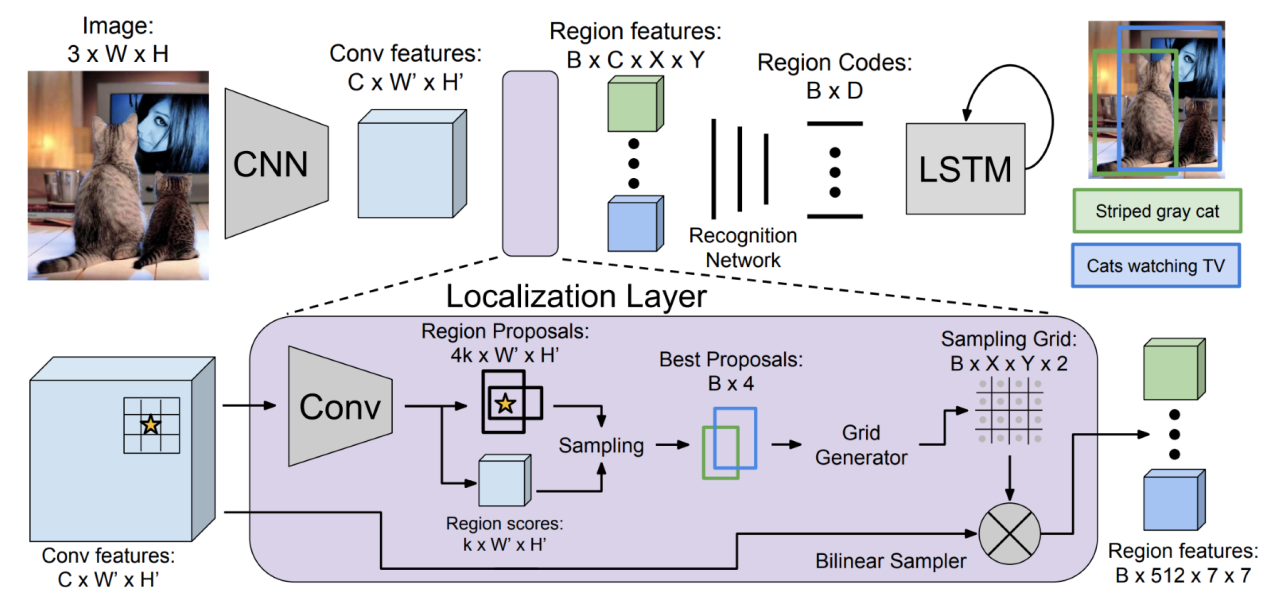 Image:
3 x W x H
Conv features:
C x W' x H'
Region features:
B x C x X x Y
Region Codes:
B x D
CNN
LSTM
Recognition
Network
Striped gray cat
Cats watching TV
Localization Layer
Region Proposals:
4k x W' x H'
Conv
Region scores:
k x W' x H'
Sampling
Best Proposals:
B x 4
Grid
Generator
Sampling Grid:
B x X x Y x 2
Bilinear Sampler
Conv features:
C x W' x H'
Region features:
B x 512 x 7 x 7